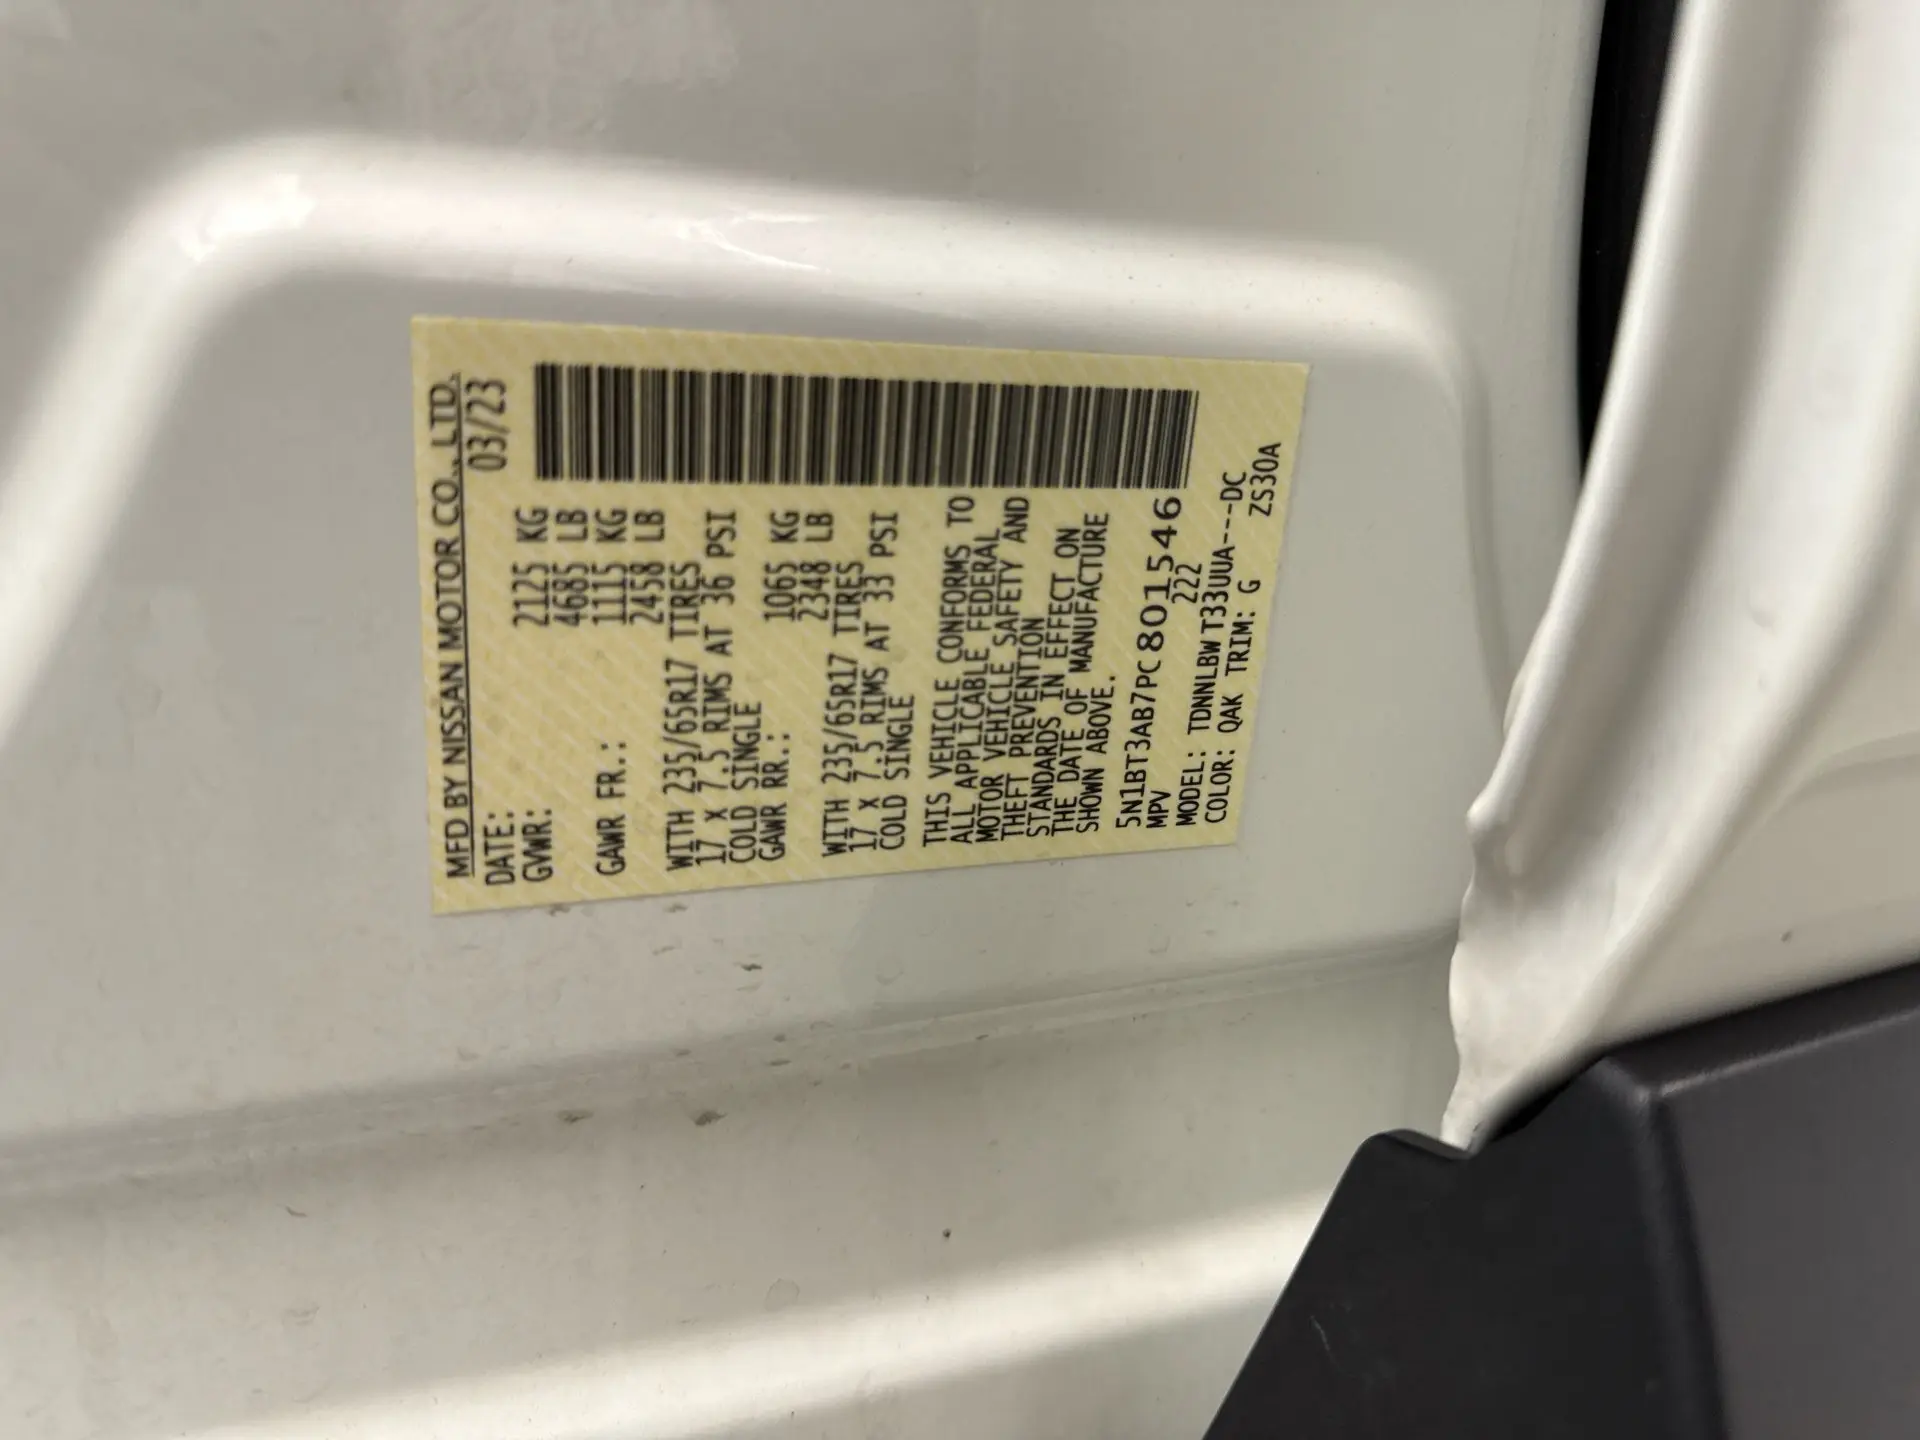 MFD BY NISSAN MOTOR CO., LTD.
DATE: 03/23
GVWR: 2125 KG
4685 LB
GAWR FR.: 1115 KG
2458 LB
WITH 235/65R17 TIRES
17 X 7.5 RIMS AT 36 PSI
COLD SINGLE
GAWR RR.: 1065 KG
2348 LB
WITH 235/65R17 TIRES
17 X 7.5 RIMS AT 33 PSI
COLD SINGLE
THIS VEHICLE CONFORMS TO
ALL APPLICABLE FEDERAL
MOTOR VEHICLE SAFETY AND
THEFT PREVENTION
STANDARDS IN EFFECT ON
THE DATE OF MANUFACTURE
SHOWN ABOVE.
5N1BT3AB7PC801546
MPV 222
MODEL: TDNNLBWT33UUA---DC
COLOR: QAK TRIM: G ZS30A